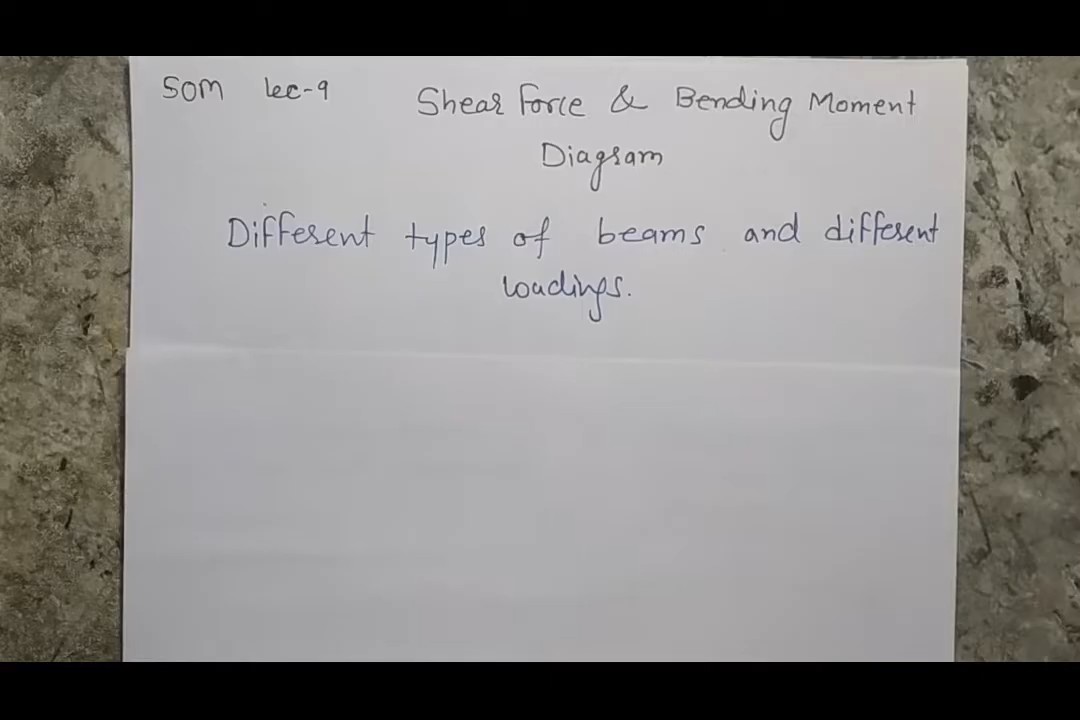 SOM Lec-9
Shear Force & Bending Moment
Diagram
Different types of beams and different
loadings.